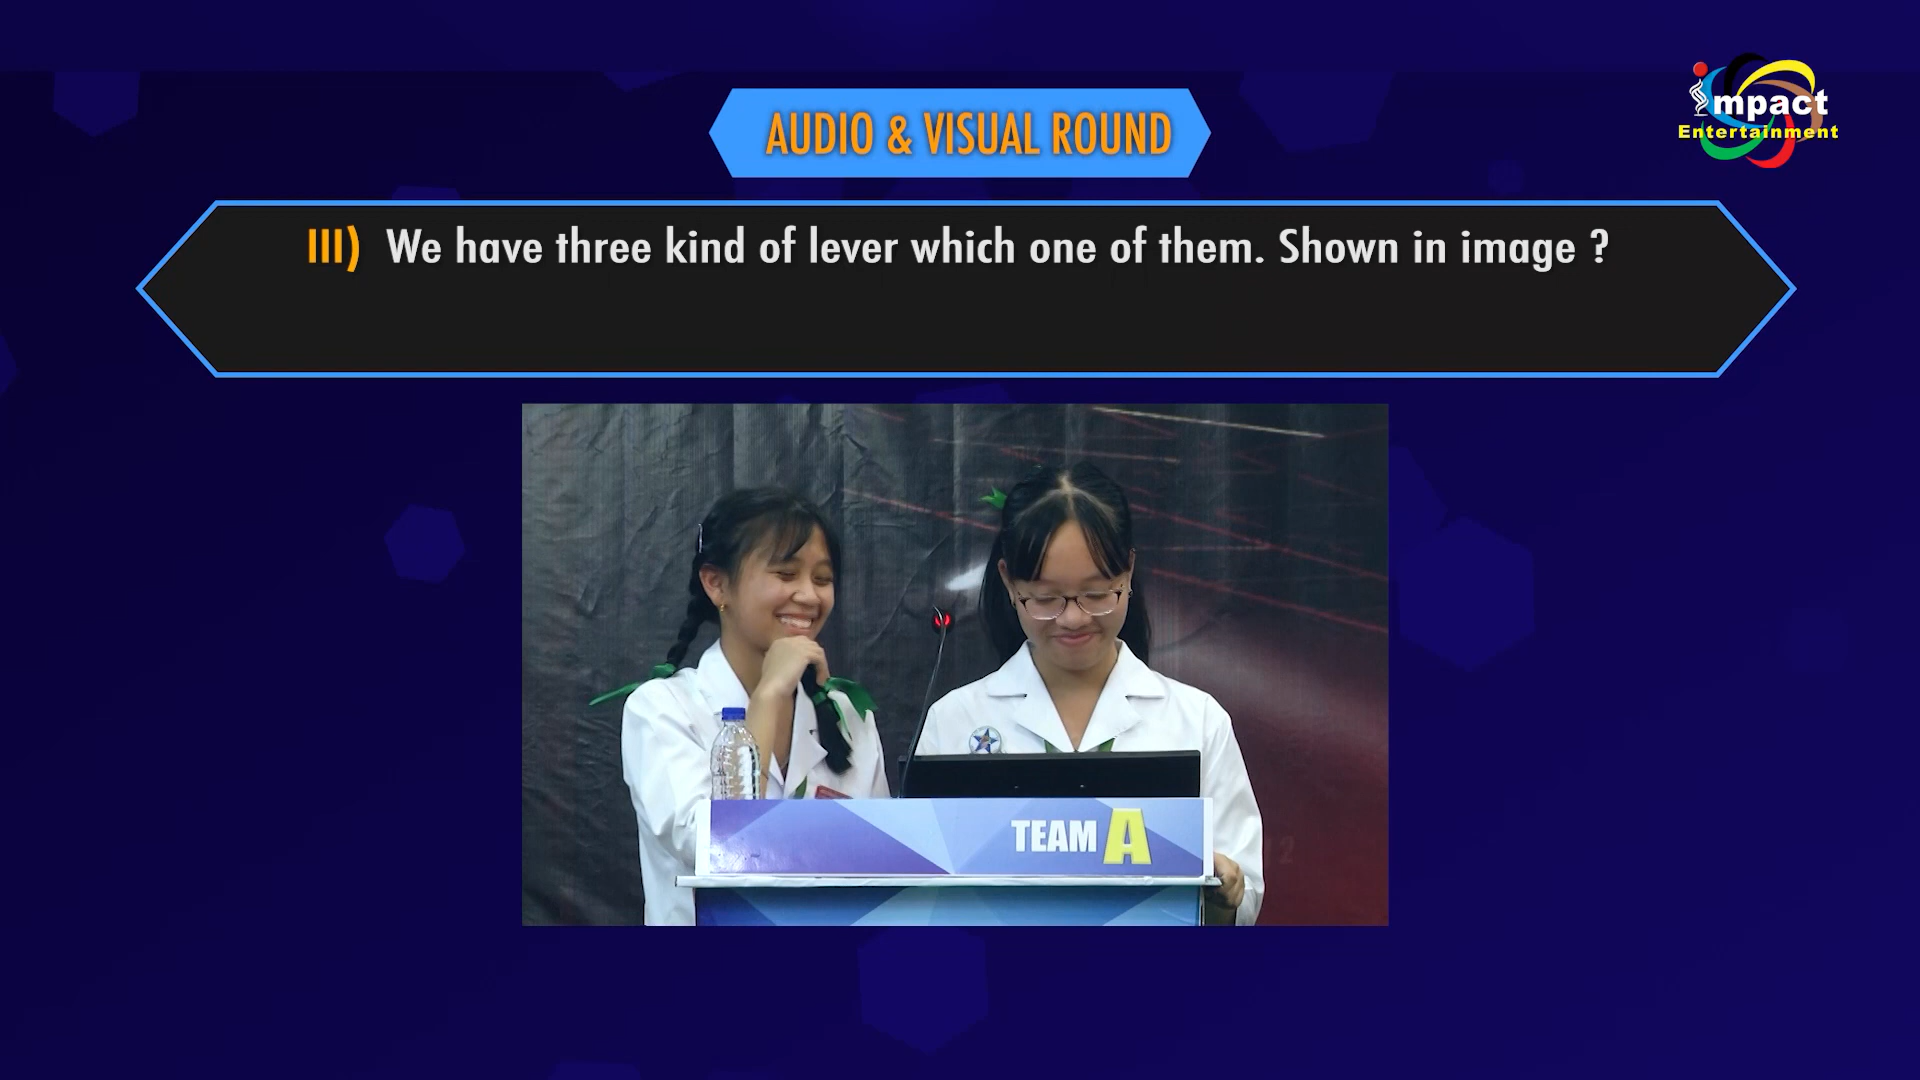 impact
Entertainment
AUDIO & VISUAL ROUND
III) We have three kind of lever which one of them. Shown in image ?
TEAM A